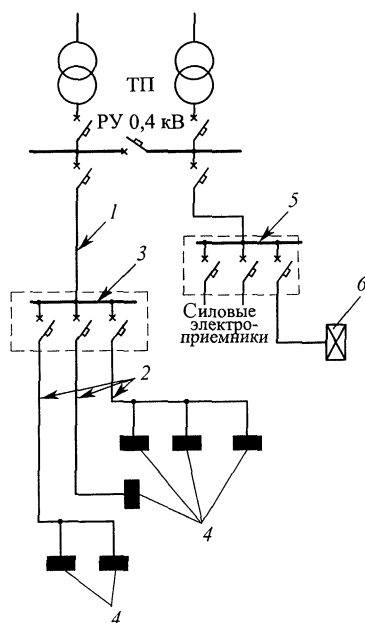 ТП
РУ 0,4 кВ
1
5
3
6
Силовые
электро-
приемники
2
4
4